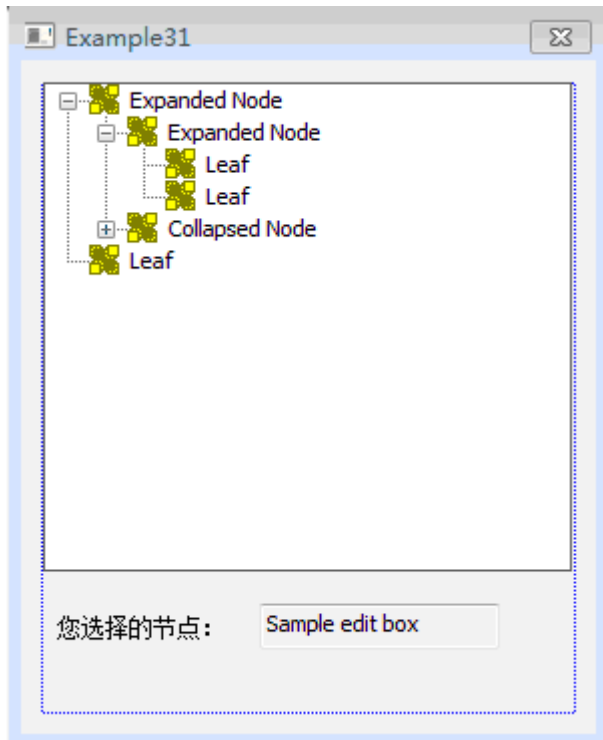 Example31
Expanded Node
Expanded Node
Leaf
Leaf
Collapsed Node
Leaf
您选择的节点: Sample edit box